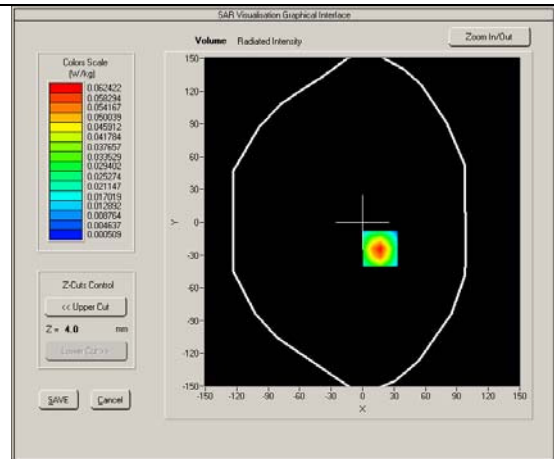 SAR Visualisation Graphical Interface
Volume Radiated Intensity
Zoom In/Out
Colors Scale
(W/kg)
0.062422
0.058294
0.054167
0.050039
0.045912
0.041784
0.037657
0.033529
0.029402
0.025274
0.021147
0.017019
0.012892
0.008764
0.004637
0.000509
Z-Cuts Control
<< Upper Cut
Z = 4.0 mm
Lower Cut >>
SAVE Cancel
150
120
90
60
30
0
-30
-60
-90
-120
-150
Y
-150 -120 -90 -60 -30 0 30 60 90 120 150
X